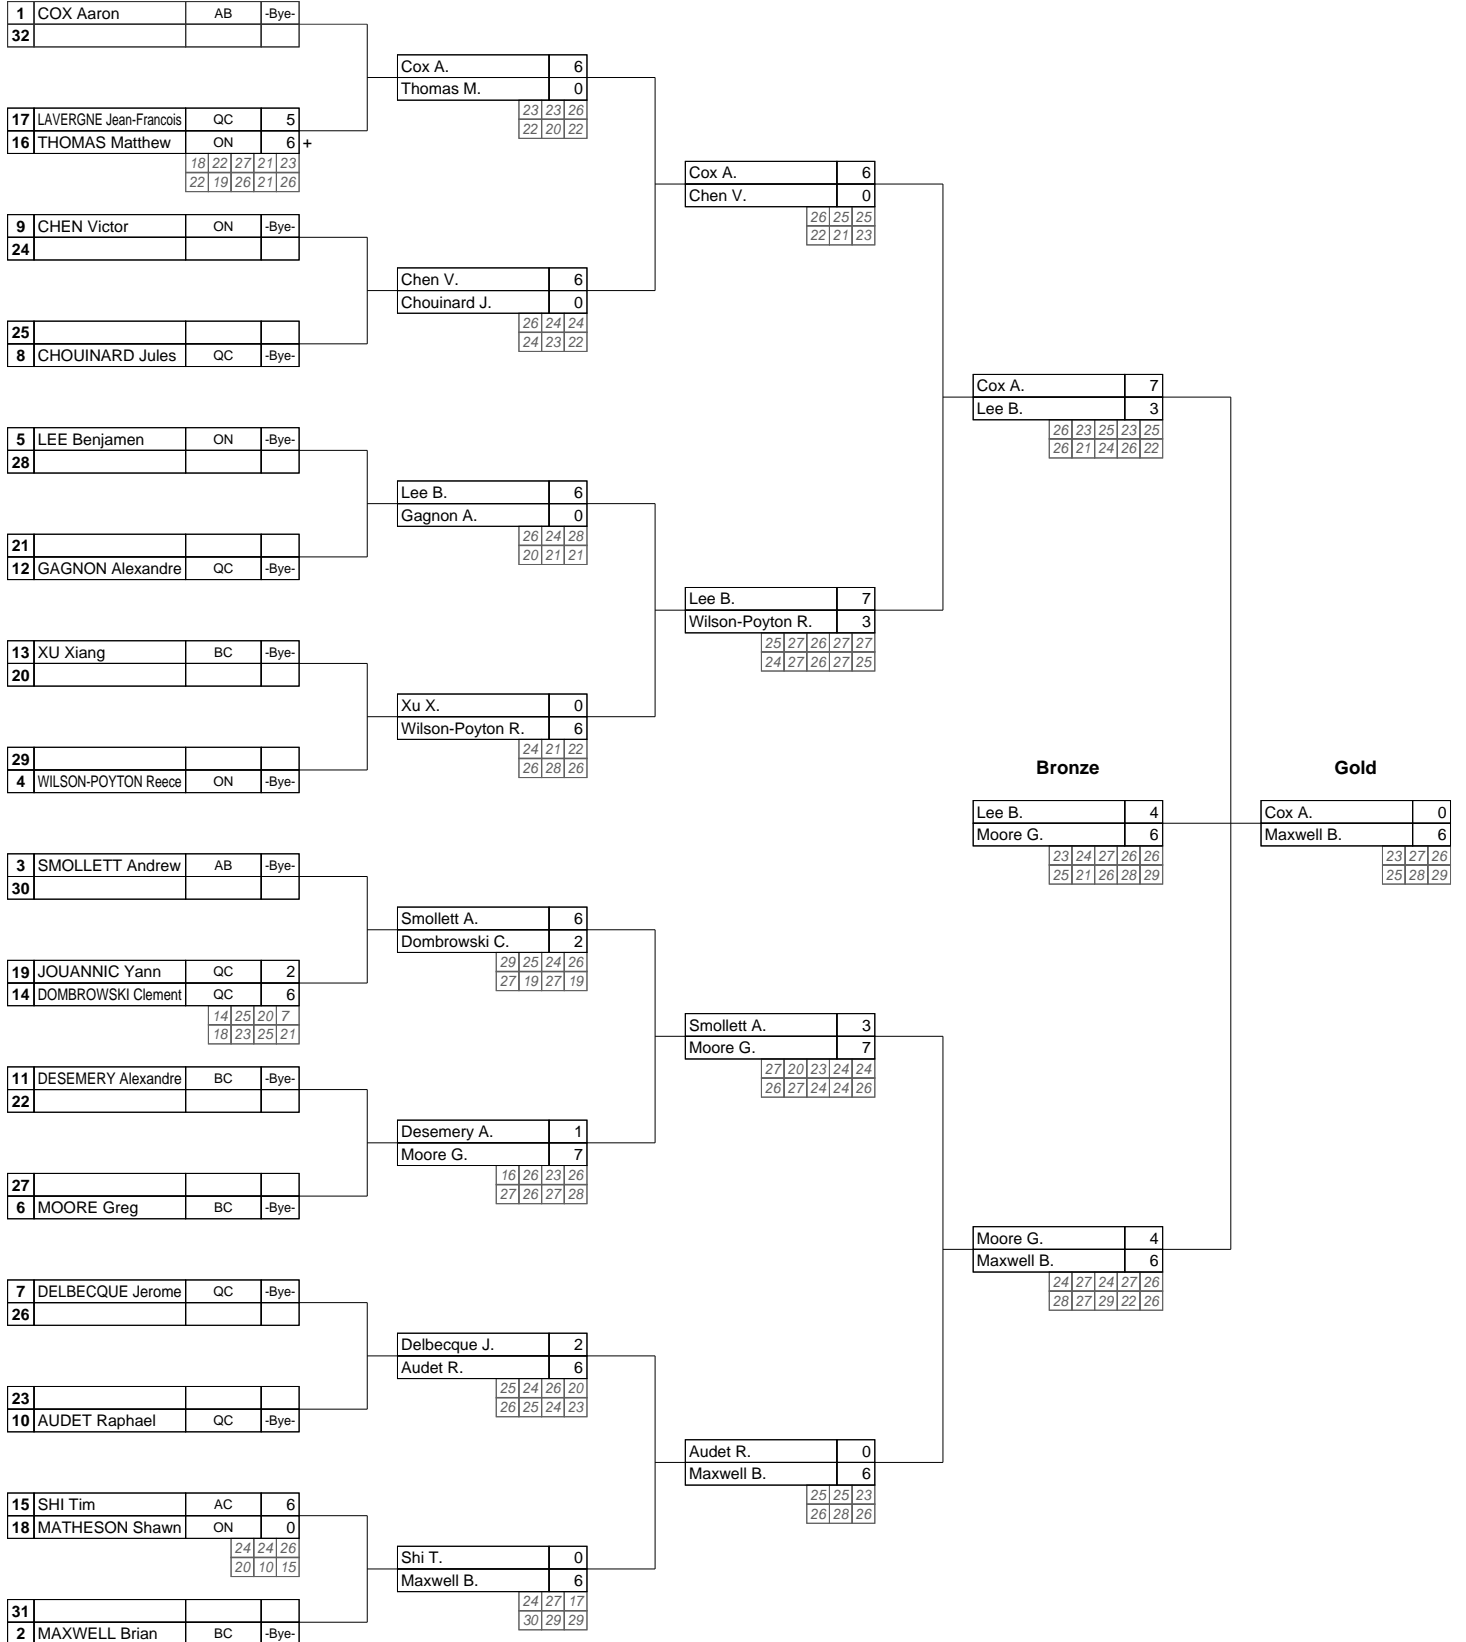 1 COX Aaron AB -Bye-
32
Cox A. 6
Thomas M. 0
23 23 26
22 20 22
17 LAVERGNE Jean-Francois QC 5
16 THOMAS Matthew ON 6 +
18 22 27 21 23
22 19 26 21 26
Cox A. 6
Chen V. 0
26 25 25
22 21 23
9 CHEN Victor ON -Bye-
24
Chen V. 6
Chouinard J. 0
26 24 24
24 23 22
25
8 CHOUINARD Jules QC -Bye-
Cox A. 7
Lee B. 3
26 23 25 23 25
26 21 24 26 22
5 LEE Benjamen ON -Bye-
28
Lee B. 6
Gagnon A. 0
26 24 28
20 21 21
21
12 GAGNON Alexandre QC -Bye-
Lee B. 7
Wilson-Poyton R. 3
25 27 26 27 27
24 27 26 27 25
13 XU Xiang BC -Bye-
20
Xu X. 0
Wilson-Poyton R. 6
24 21 22
26 28 26
29
4 WILSON-POYTON Reece ON -Bye-
Bronze Gold
Lee B. 4
Moore G. 6
23 24 27 26 26
25 21 26 28 29
Cox A. 0
Maxwell B. 6
23 27 26
25 28 29
3 SMOLLETT Andrew AB -Bye-
30
Smollett A. 6
Dombrowski C. 2
29 25 24 26
27 19 27 19
19 JOUANNIC Yann QC 2
14 DOMBROWSKI Clement QC 6
14 25 20 7
18 23 25 21
Smollett A. 3
Moore G. 7
27 20 23 24 24
26 27 24 24 26
11 DESEMERY Alexandre BC -Bye-
22
Desemery A. 1
Moore G. 7
16 26 23 26
27 26 27 28
27
6 MOORE Greg BC -Bye-
Moore G. 4
Maxwell B. 6
24 27 24 27 26
28 27 29 22 26
7 DELBECQUE Jerome QC -Bye-
26
Delbecque J. 2
Audet R. 6
25 24 26 20
26 25 24 23
23
10 AUDET Raphael QC -Bye-
Audet R. 0
Maxwell B. 6
25 25 23
26 28 26
15 SHI Tim AC 6
18 MATHESON Shawn ON 0
24 24 26
20 10 15
Shi T. 0
Maxwell B. 6
24 27 17
30 29 29
31
2 MAXWELL Brian BC -Bye-